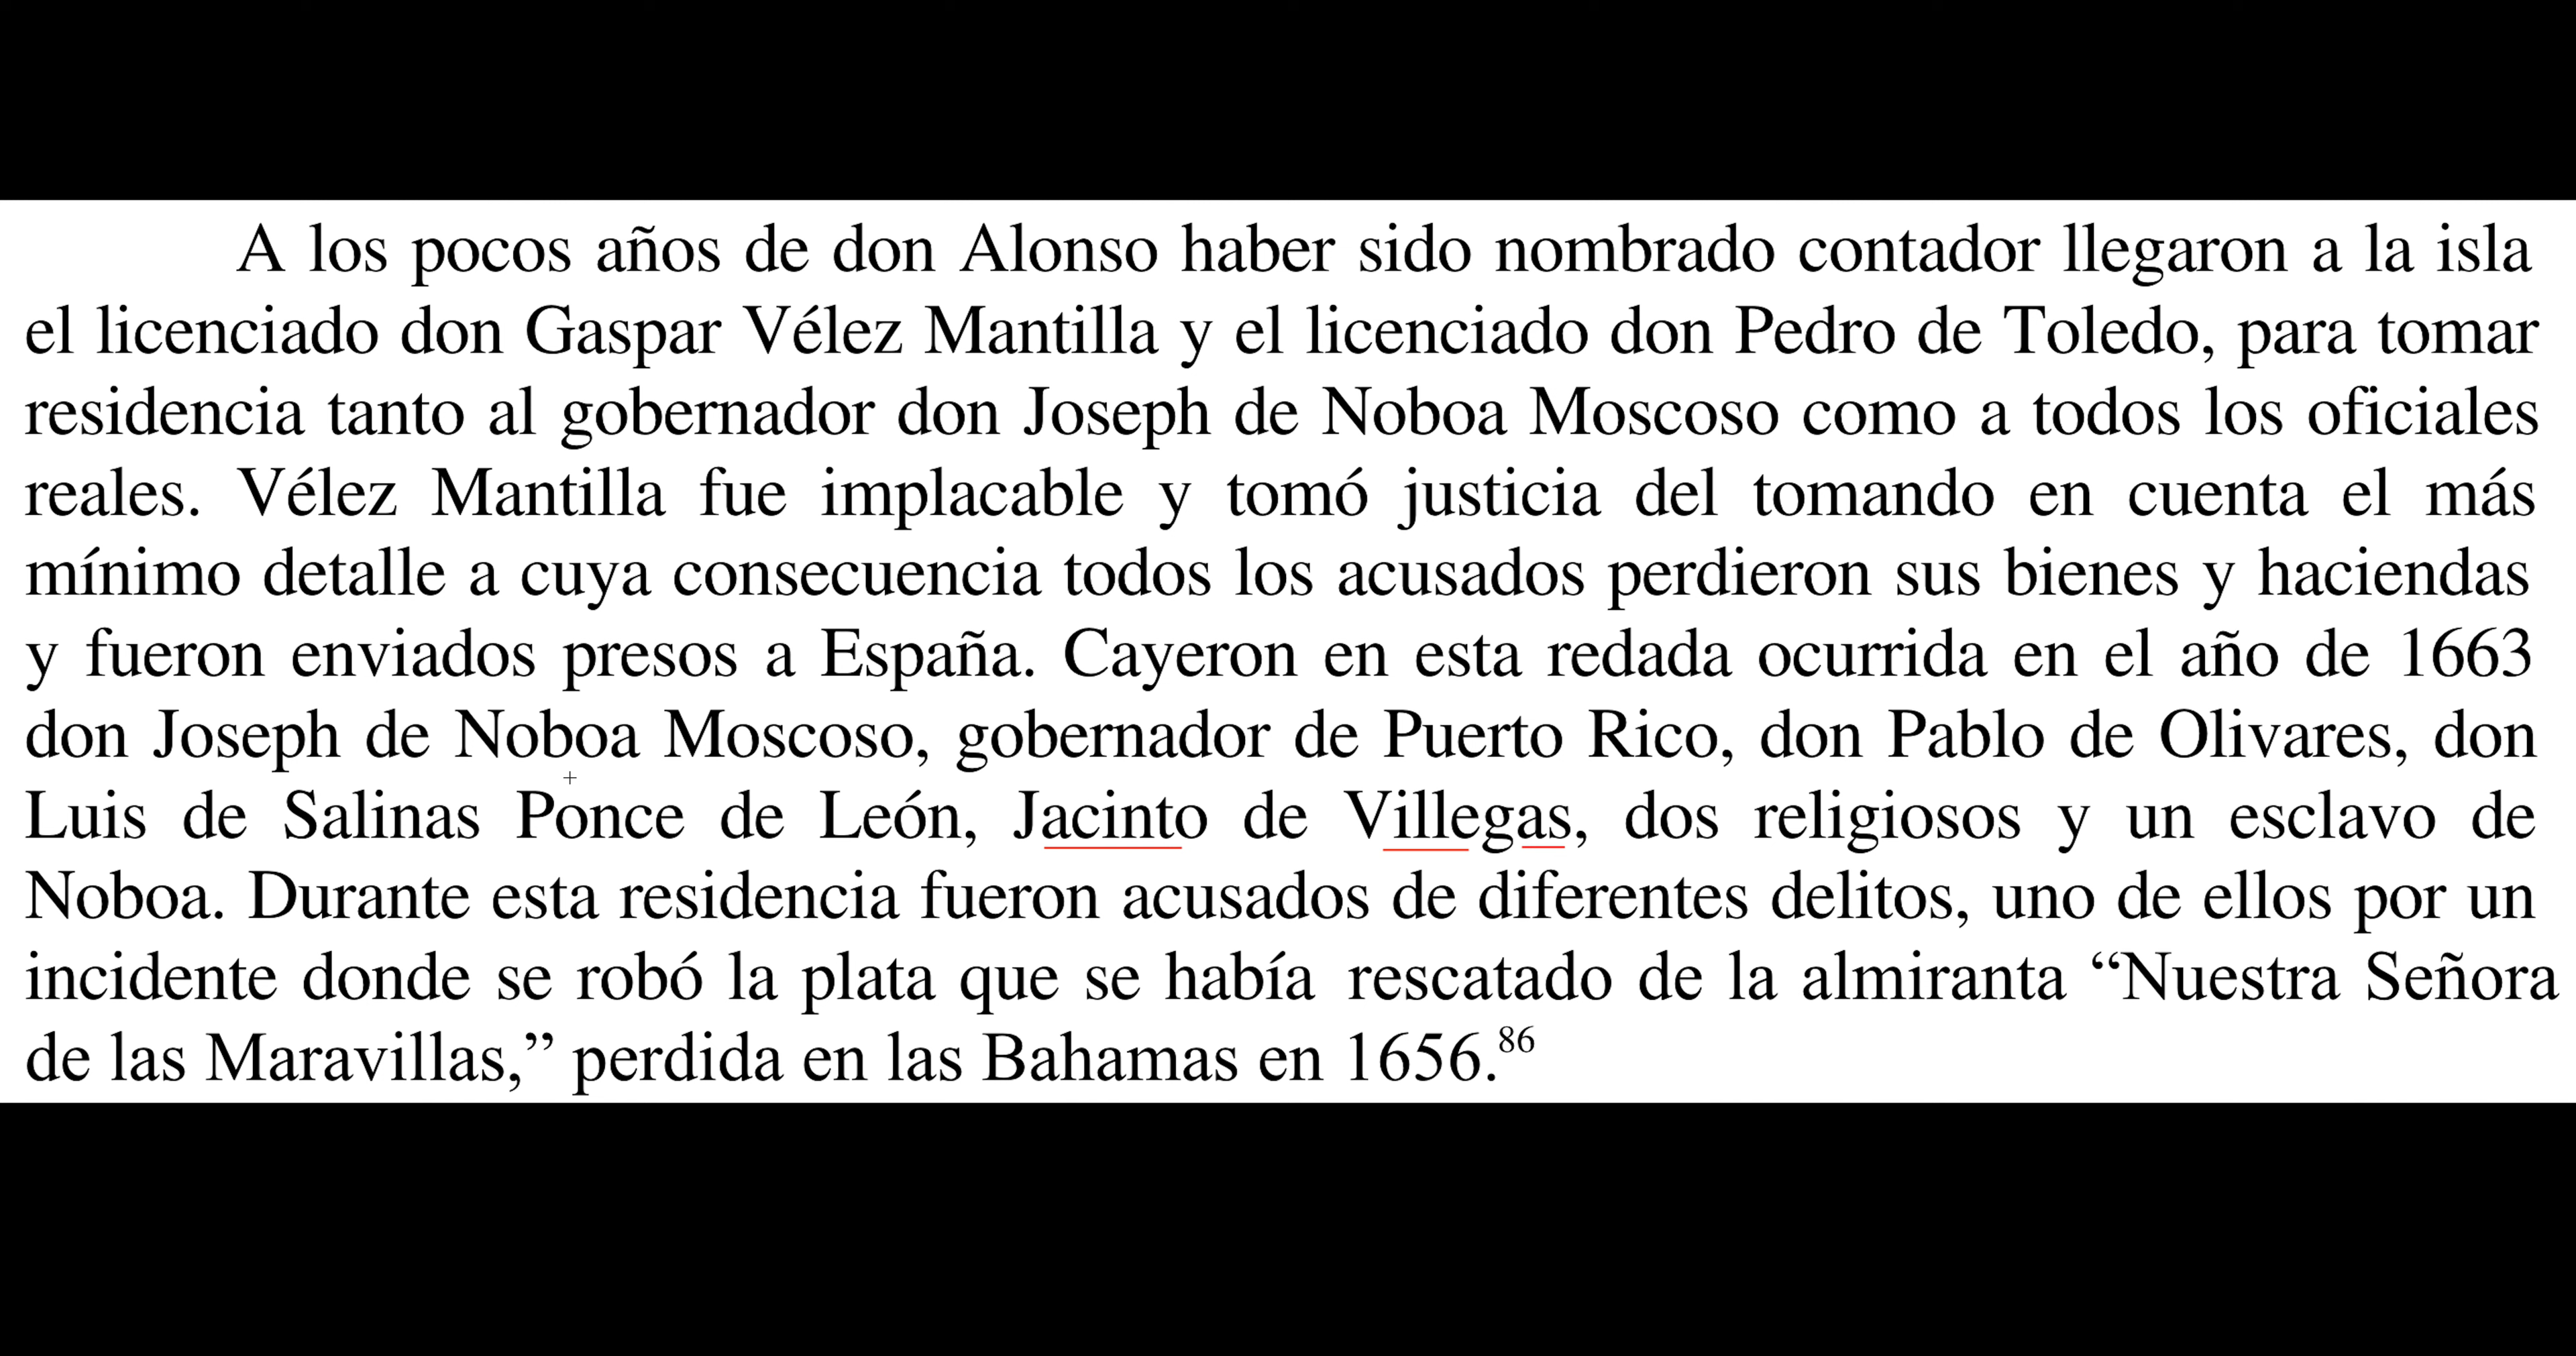 A los pocos años de don Alonso haber sido nombrado contador llegaron a la isla
el licenciado don Gaspar Vélez Mantilla y el licenciado don Pedro de Toledo, para tomar
residencia tanto al gobernador don Joseph de Noboa Moscoso como a todos los oficiales
reales. Vélez Mantilla fue implacable y tomó justicia del tomando en cuenta el más
mínimo detalle a cuya consecuencia todos los acusados perdieron sus bienes y haciendas
y fueron enviados presos a España. Cayeron en esta redada ocurrida en el año de 1663
don Joseph de Noboa Moscoso, gobernador de Puerto Rico, don Pablo de Olivares, don
Luis de Salinas Ponce de León, Jacinto de Villegas, dos religiosos y un esclavo de
Noboa. Durante esta residencia fueron acusados de diferentes delitos, uno de ellos por un
incidente donde se robó la plata que se había rescatado de la almiranta “Nuestra Señora
de las Maravillas,” perdida en las Bahamas en 1656.86